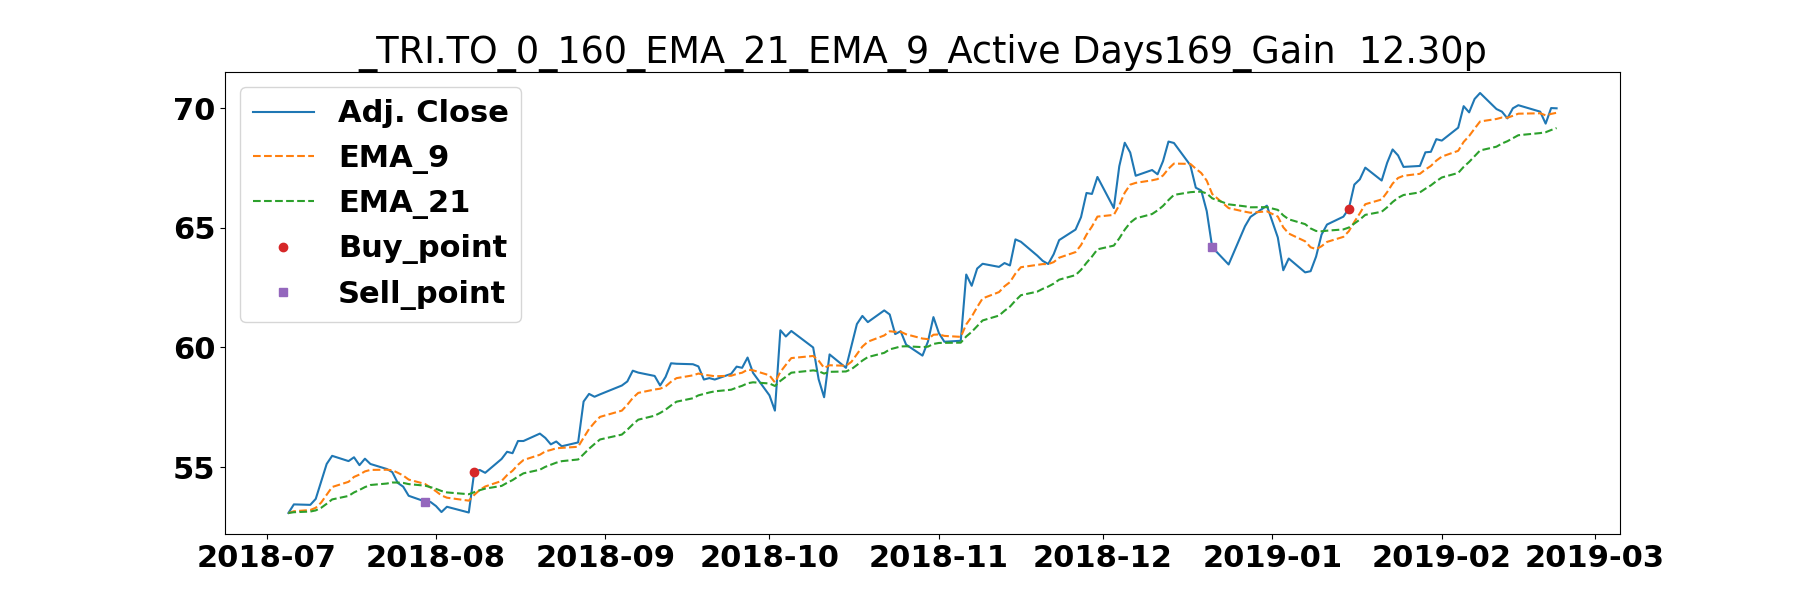 _TRI.TO_0_160_EMA_21_EMA_9_Active Days169_Gain  12.30p
Adj. Close
EMA_9
EMA_21
Buy_point
Sell_point
70
65
60
55
2018-07 2018-08 2018-09 2018-10 2018-11 2018-12 2019-01 2019-02 2019-03